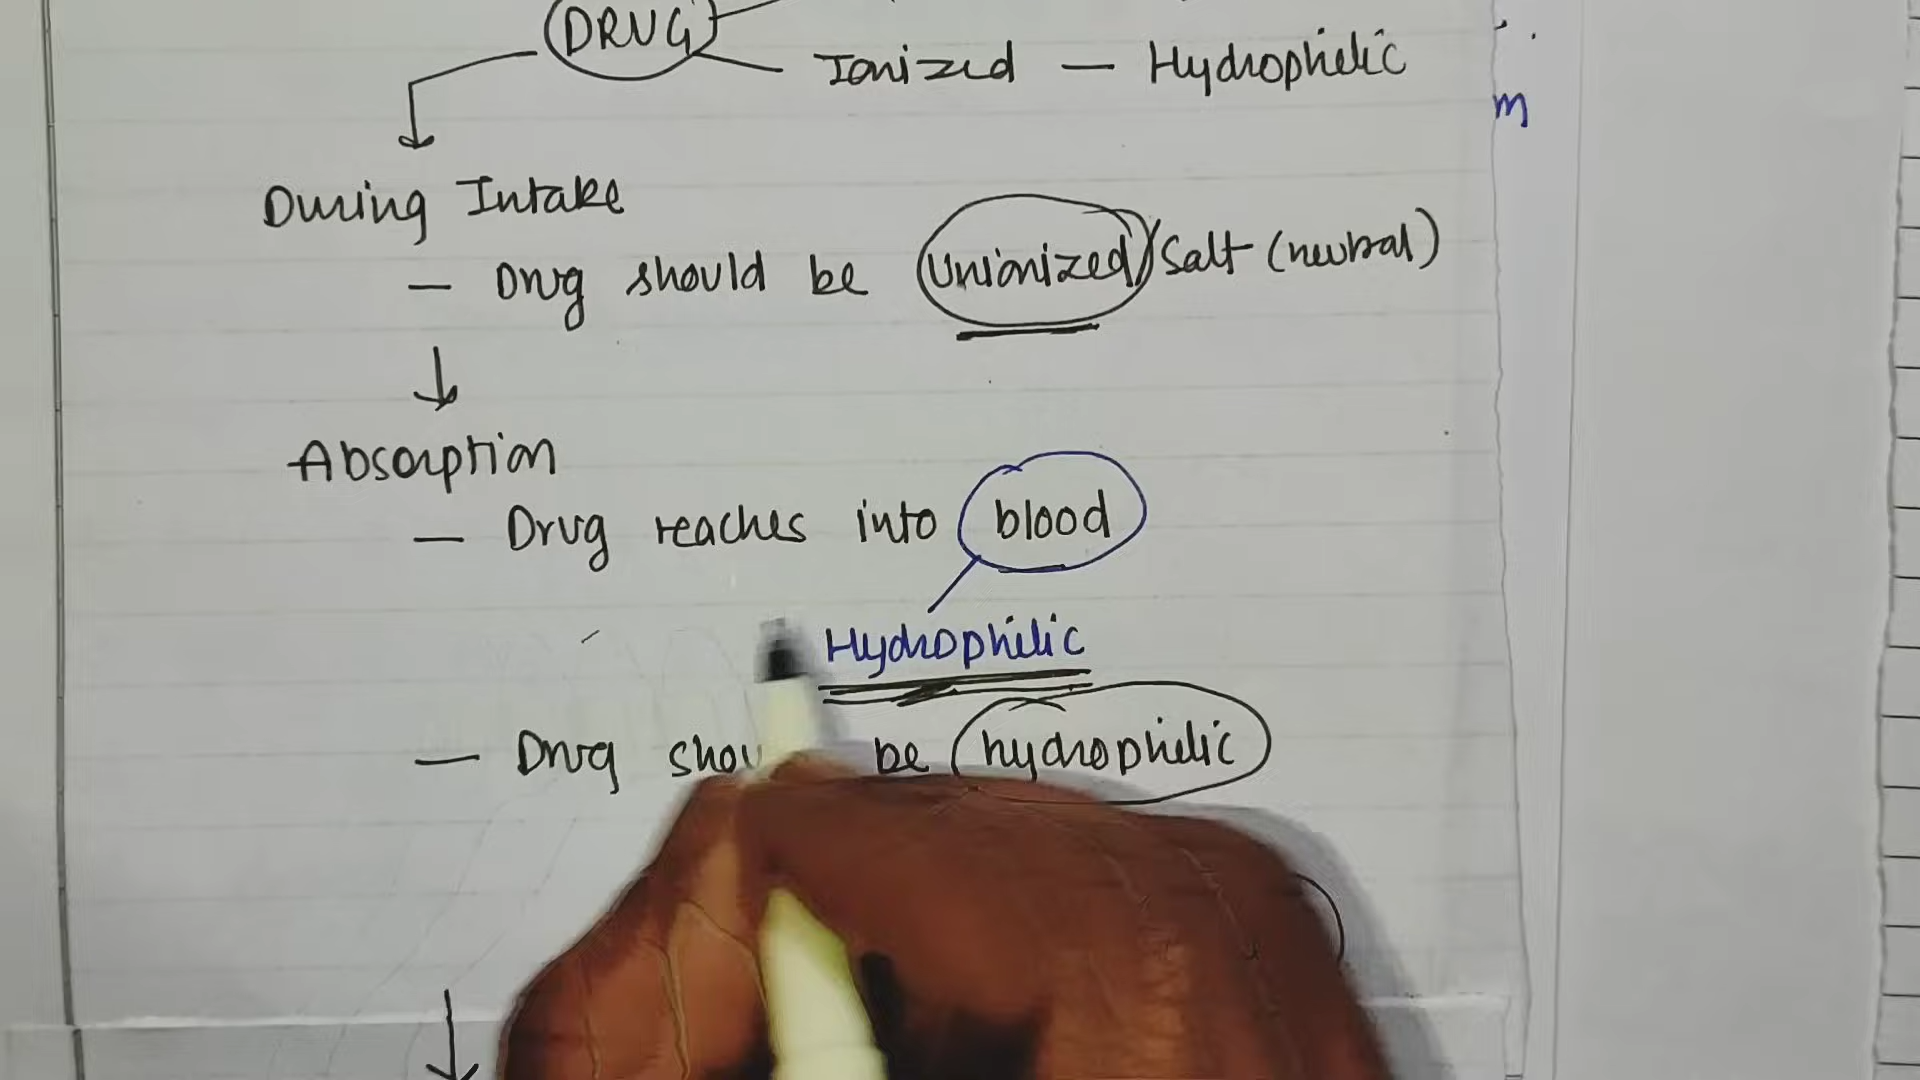 DRUG
Ionized — Hydrophilic
m
During Intake
— Drug should be Unionized/Salt (neutral)
Absorption
— Drug reaches into blood
Hydrophilic
— Drug be hydrophilic